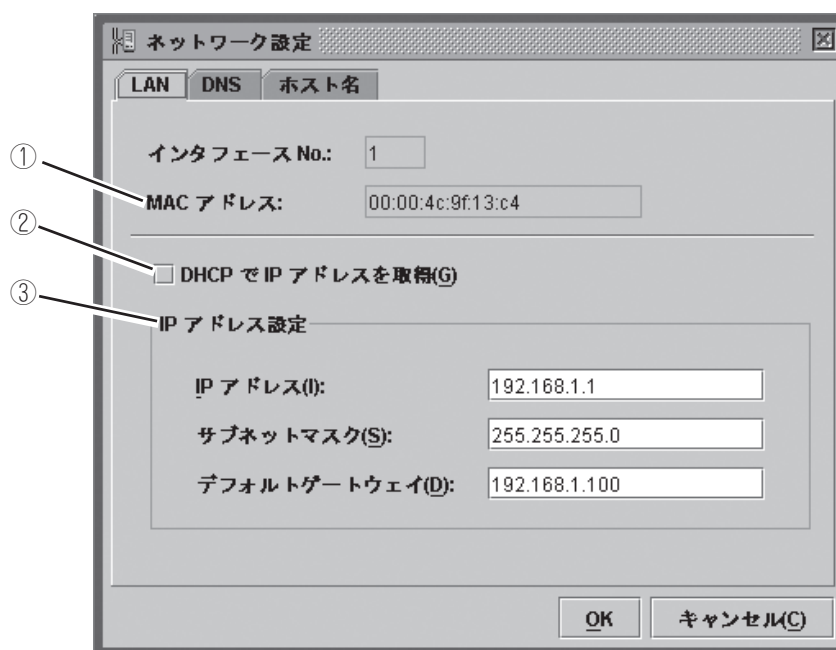 ネットワーク設定
LAN DNS ホスト名
インタフェース No.: 1
① MAC アドレス: 00:00:4c:9f:13:c4
② DHCP で IP アドレスを取得(G)
③ IP アドレス設定
IP アドレス(I): 192.168.1.1
サブネットマスク(S): 255.255.255.0
デフォルトゲートウェイ(D): 192.168.1.100
OK キャンセル(C)